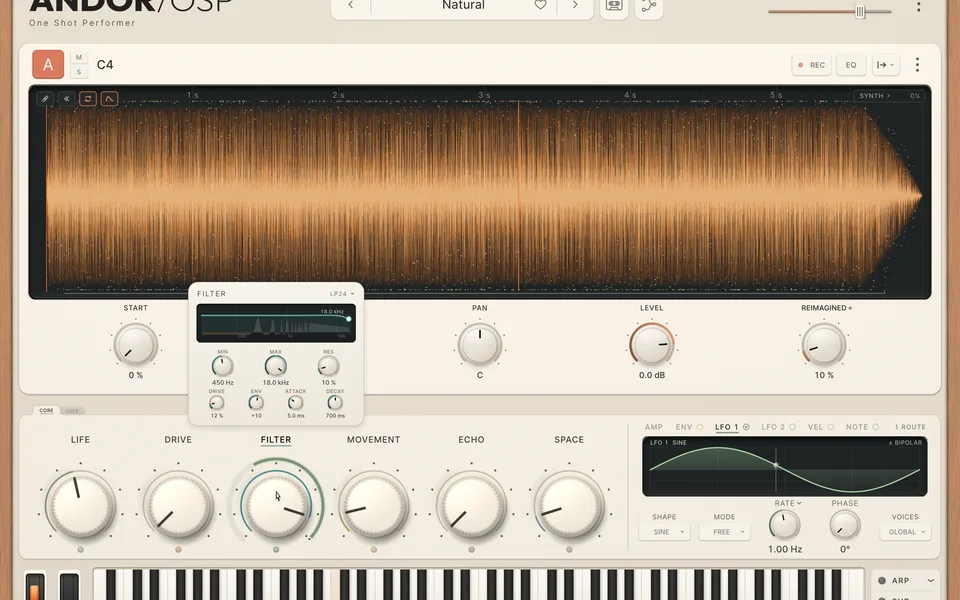 ANDOR/OSP
Natural
One Shot Performer
A
M
S
C4
REC
EQ
1 s
2 s
3 s
4 s
5 s
SYNTH >
0%
START
0 %
PAN
C
LEVEL
0.0 dB
REIMAGINED
10 %
FILTER
LP24
18.0 kHz
MIN
MAX
RES
450 Hz
18.0 kHz
10 %
DRIVE
ENV
ATTACK
DECAY
12 %
+10
5.0 ms
700 ms
CORE
LIFE
DRIVE
FILTER
MOVEMENT
ECHO
SPACE
AMP
ENV
LFO 1
LFO 2
VEL
NOTE
1 ROUTE
LFO 1 SINE
± BIPOLAR
SHAPE
SINE
MODE
FREE
RATE
1.00 Hz
PHASE
0°
VOICES
GLOBAL
ARP